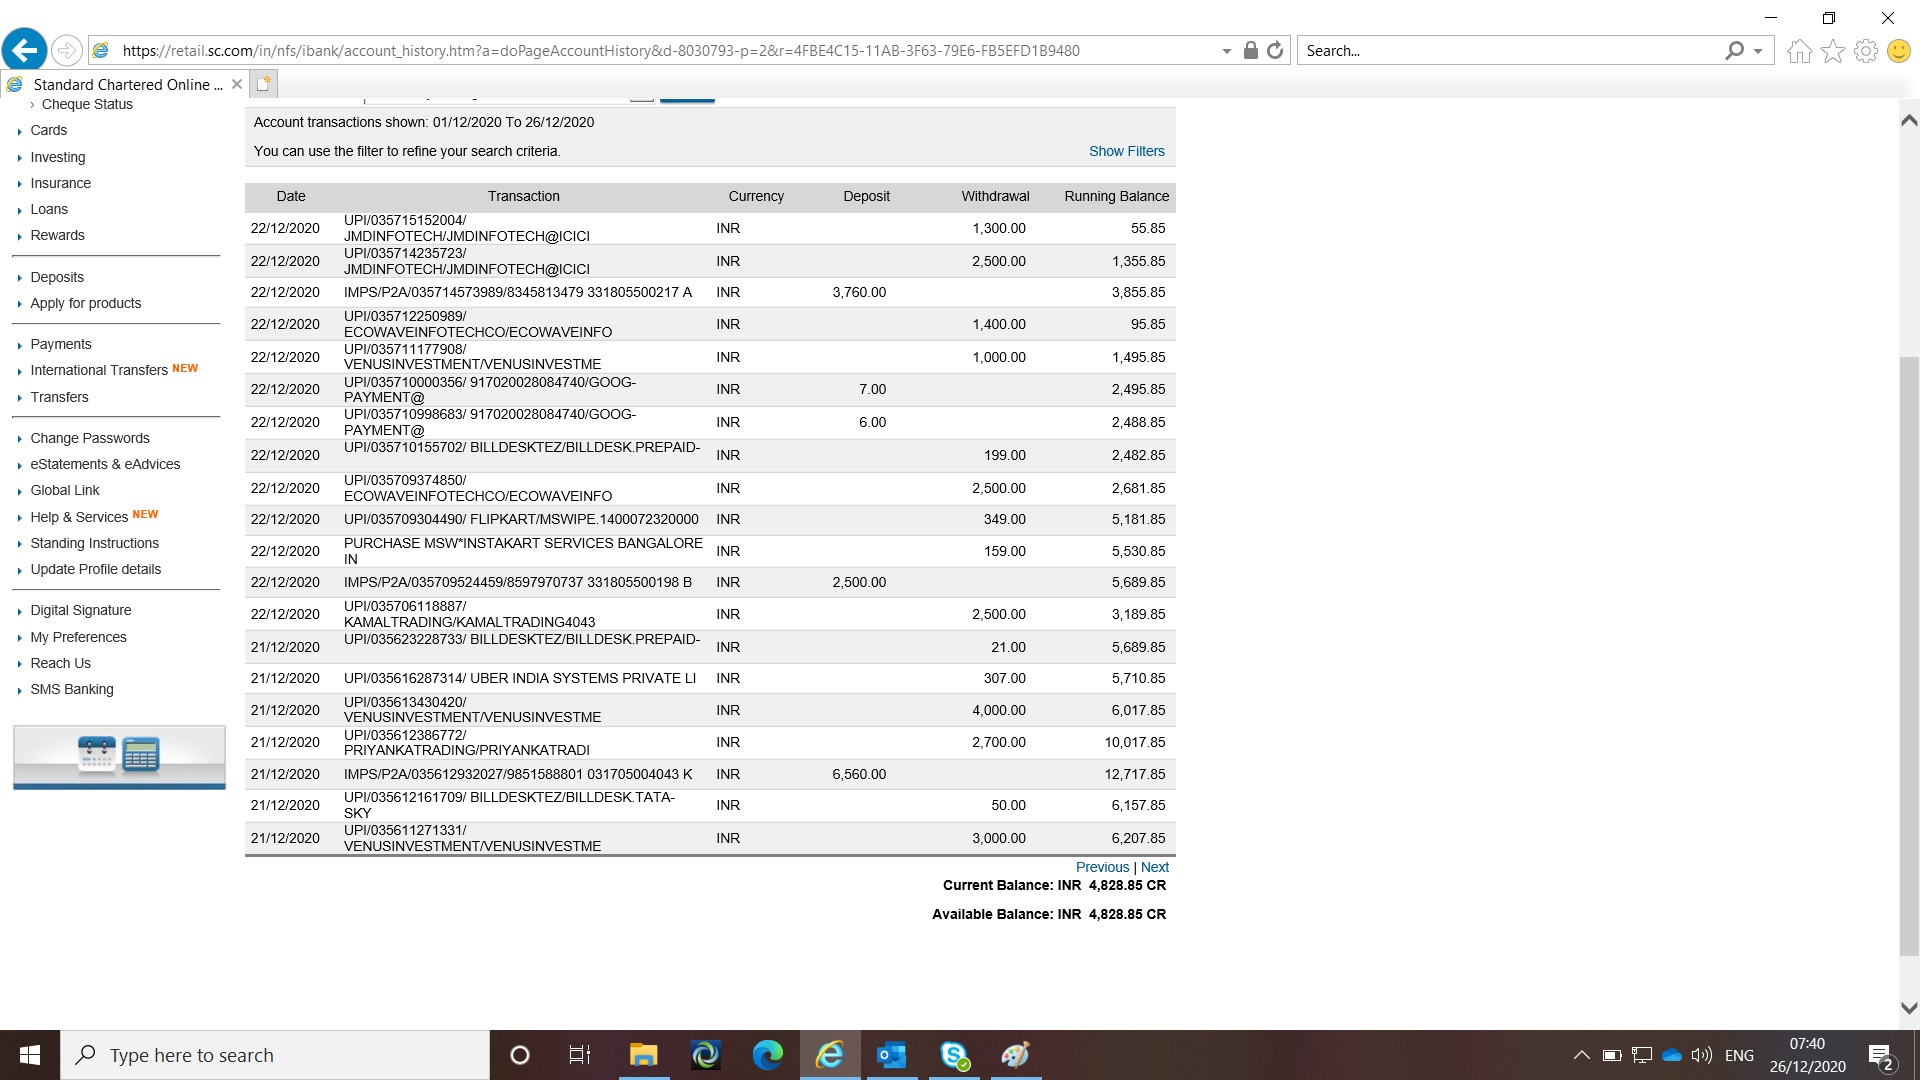 https://retail.sc.com/in/nfs/ibank/account_history.htm?a=doPageAccountHistory&d-8030793-p=2&r=4FBE4C15-11AB-3F63-79E6-FB5EFD1B9480
Search...
Standard Chartered Online ...
Cheque Status
Cards
Investing
Insurance
Loans
Rewards
Deposits
Apply for products
Payments
International Transfers NEW
Transfers
Change Passwords
eStatements & eAdvices
Global Link
Help & Services NEW
Standing Instructions
Update Profile details
Digital Signature
My Preferences
Reach Us
SMS Banking
Account transactions shown: 01/12/2020 To 26/12/2020
You can use the filter to refine your search criteria. Show Filters
Date Transaction Currency Deposit Withdrawal Running Balance
22/12/2020 UPI/035715152004/
JMDINFOTECH/JMDINFOTECH@ICICI INR 1,300.00 55.85
22/12/2020 UPI/035714235723/
JMDINFOTECH/JMDINFOTECH@ICICI INR 2,500.00 1,355.85
22/12/2020 IMPS/P2A/035714573989/8345813479 331805500217 A INR 3,760.00 3,855.85
22/12/2020 UPI/035712250989/
ECOWAVEINFOTECHCO/ECOWAVEINFO INR 1,400.00 95.85
22/12/2020 UPI/035711177908/
VENUSINVESTMENT/VENUSINVESTME INR 1,000.00 1,495.85
22/12/2020 UPI/035710000356/ 917020028084740/GOOG-
PAYMENT@ INR 7.00 2,495.85
22/12/2020 UPI/035710998683/ 917020028084740/GOOG-
PAYMENT@ INR 6.00 2,488.85
22/12/2020 UPI/035710155702/ BILLDESKTEZ/BILLDESK.PREPAID- INR 199.00 2,482.85
22/12/2020 UPI/035709374850/
ECOWAVEINFOTECHCO/ECOWAVEINFO INR 2,500.00 2,681.85
22/12/2020 UPI/035709304490/ FLIPKART/MSWIPE.1400072320000 INR 349.00 5,181.85
22/12/2020 PURCHASE MSW*INSTAKART SERVICES BANGALORE
IN INR 159.00 5,530.85
22/12/2020 IMPS/P2A/035709524459/8597970737 331805500198 B INR 2,500.00 5,689.85
22/12/2020 UPI/035706118887/
KAMALTRADING/KAMALTRADING4043 INR 2,500.00 3,189.85
21/12/2020 UPI/035623228733/ BILLDESKTEZ/BILLDESK.PREPAID- INR 21.00 5,689.85
21/12/2020 UPI/035616287314/ UBER INDIA SYSTEMS PRIVATE LI INR 307.00 5,710.85
21/12/2020 UPI/035613430420/
VENUSINVESTMENT/VENUSINVESTME INR 4,000.00 6,017.85
21/12/2020 UPI/035612386772/
PRIYANKATRADING/PRIYANKATRADI INR 2,700.00 10,017.85
21/12/2020 IMPS/P2A/035612932027/9851588801 031705004043 K INR 6,560.00 12,717.85
21/12/2020 UPI/035612161709/ BILLDESKTEZ/BILLDESK.TATA-
SKY INR 50.00 6,157.85
21/12/2020 UPI/035611271331/
VENUSINVESTMENT/VENUSINVESTME INR 3,000.00 6,207.85
Previous | Next
Current Balance: INR 4,828.85 CR
Available Balance: INR 4,828.85 CR
Type here to search
ENG
07:40
26/12/2020
2